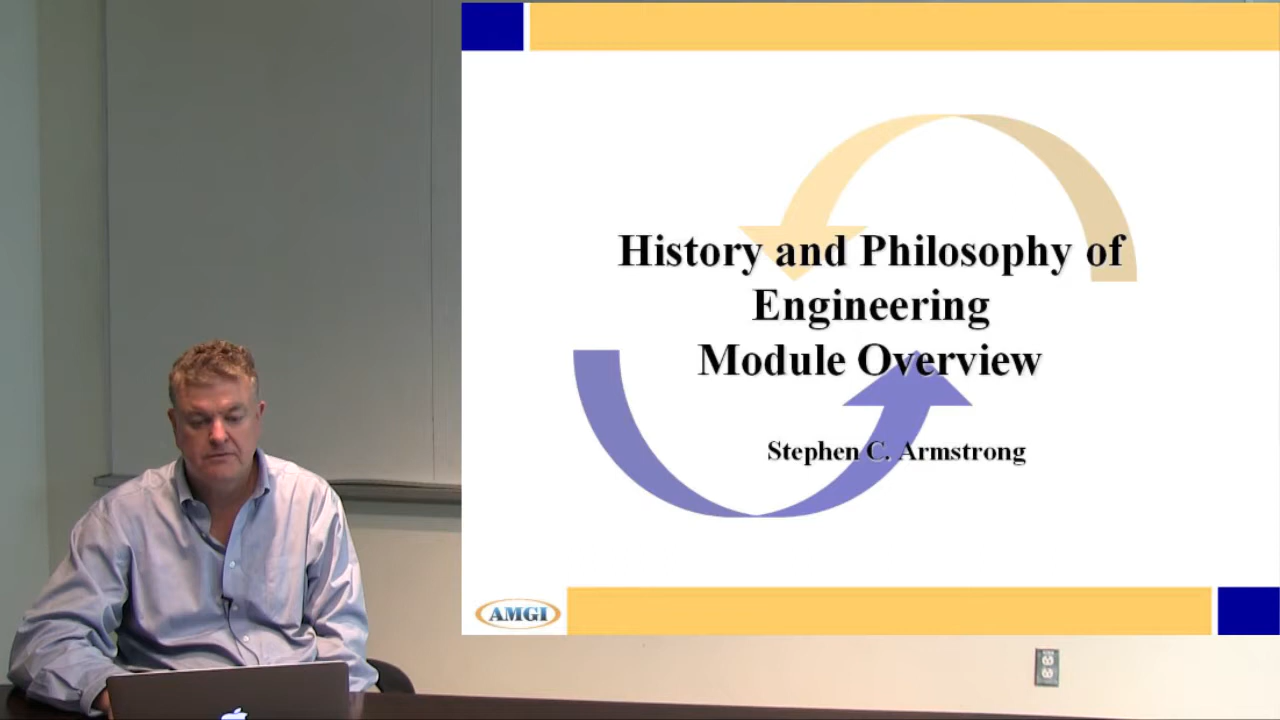 History and Philosophy of
Engineering
Module Overview
Stephen C. Armstrong
AMGI